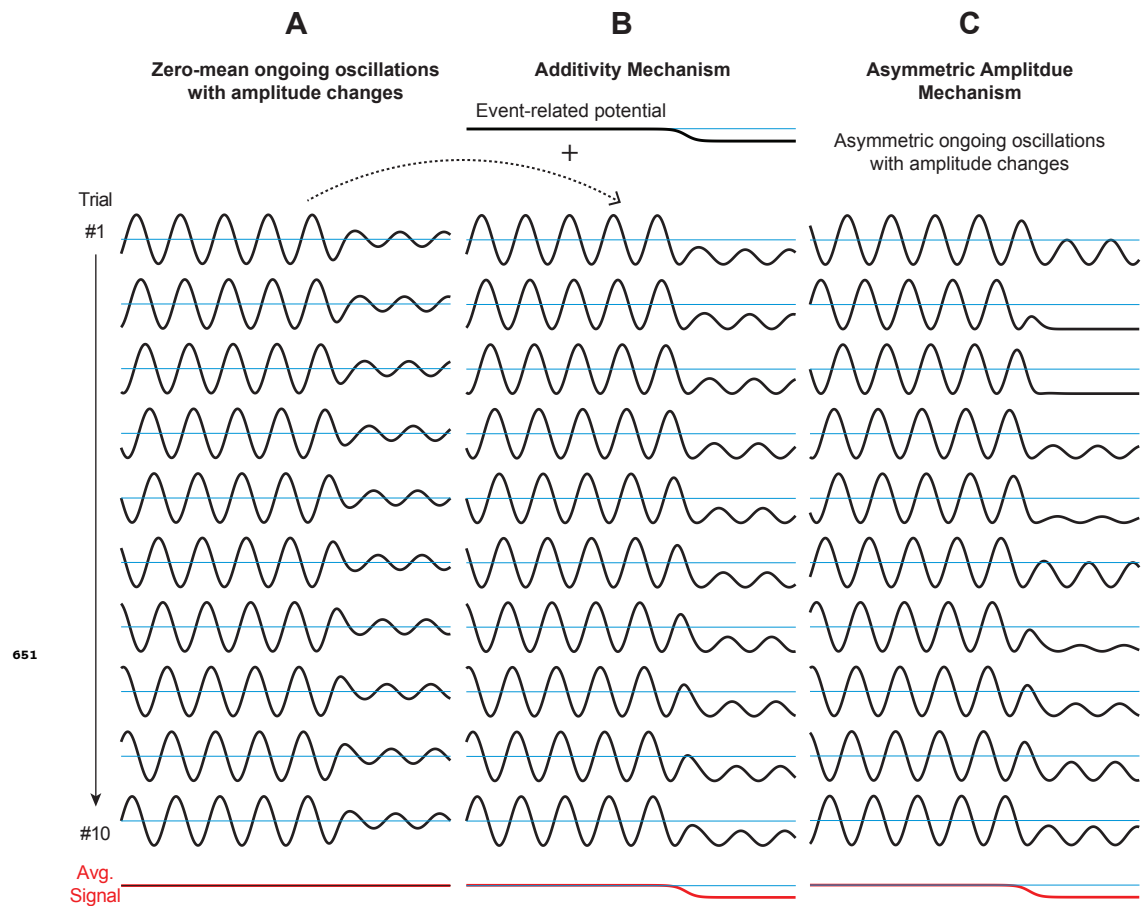 A
B
C
Zero-mean ongoing oscillations
with amplitude changes
Additivity Mechanism
Asymmetric Amplitdue
Mechanism
Event-related potential
+
Asymmetric ongoing oscillations
with amplitude changes
Trial
#1
651
#10
Avg.
Signal